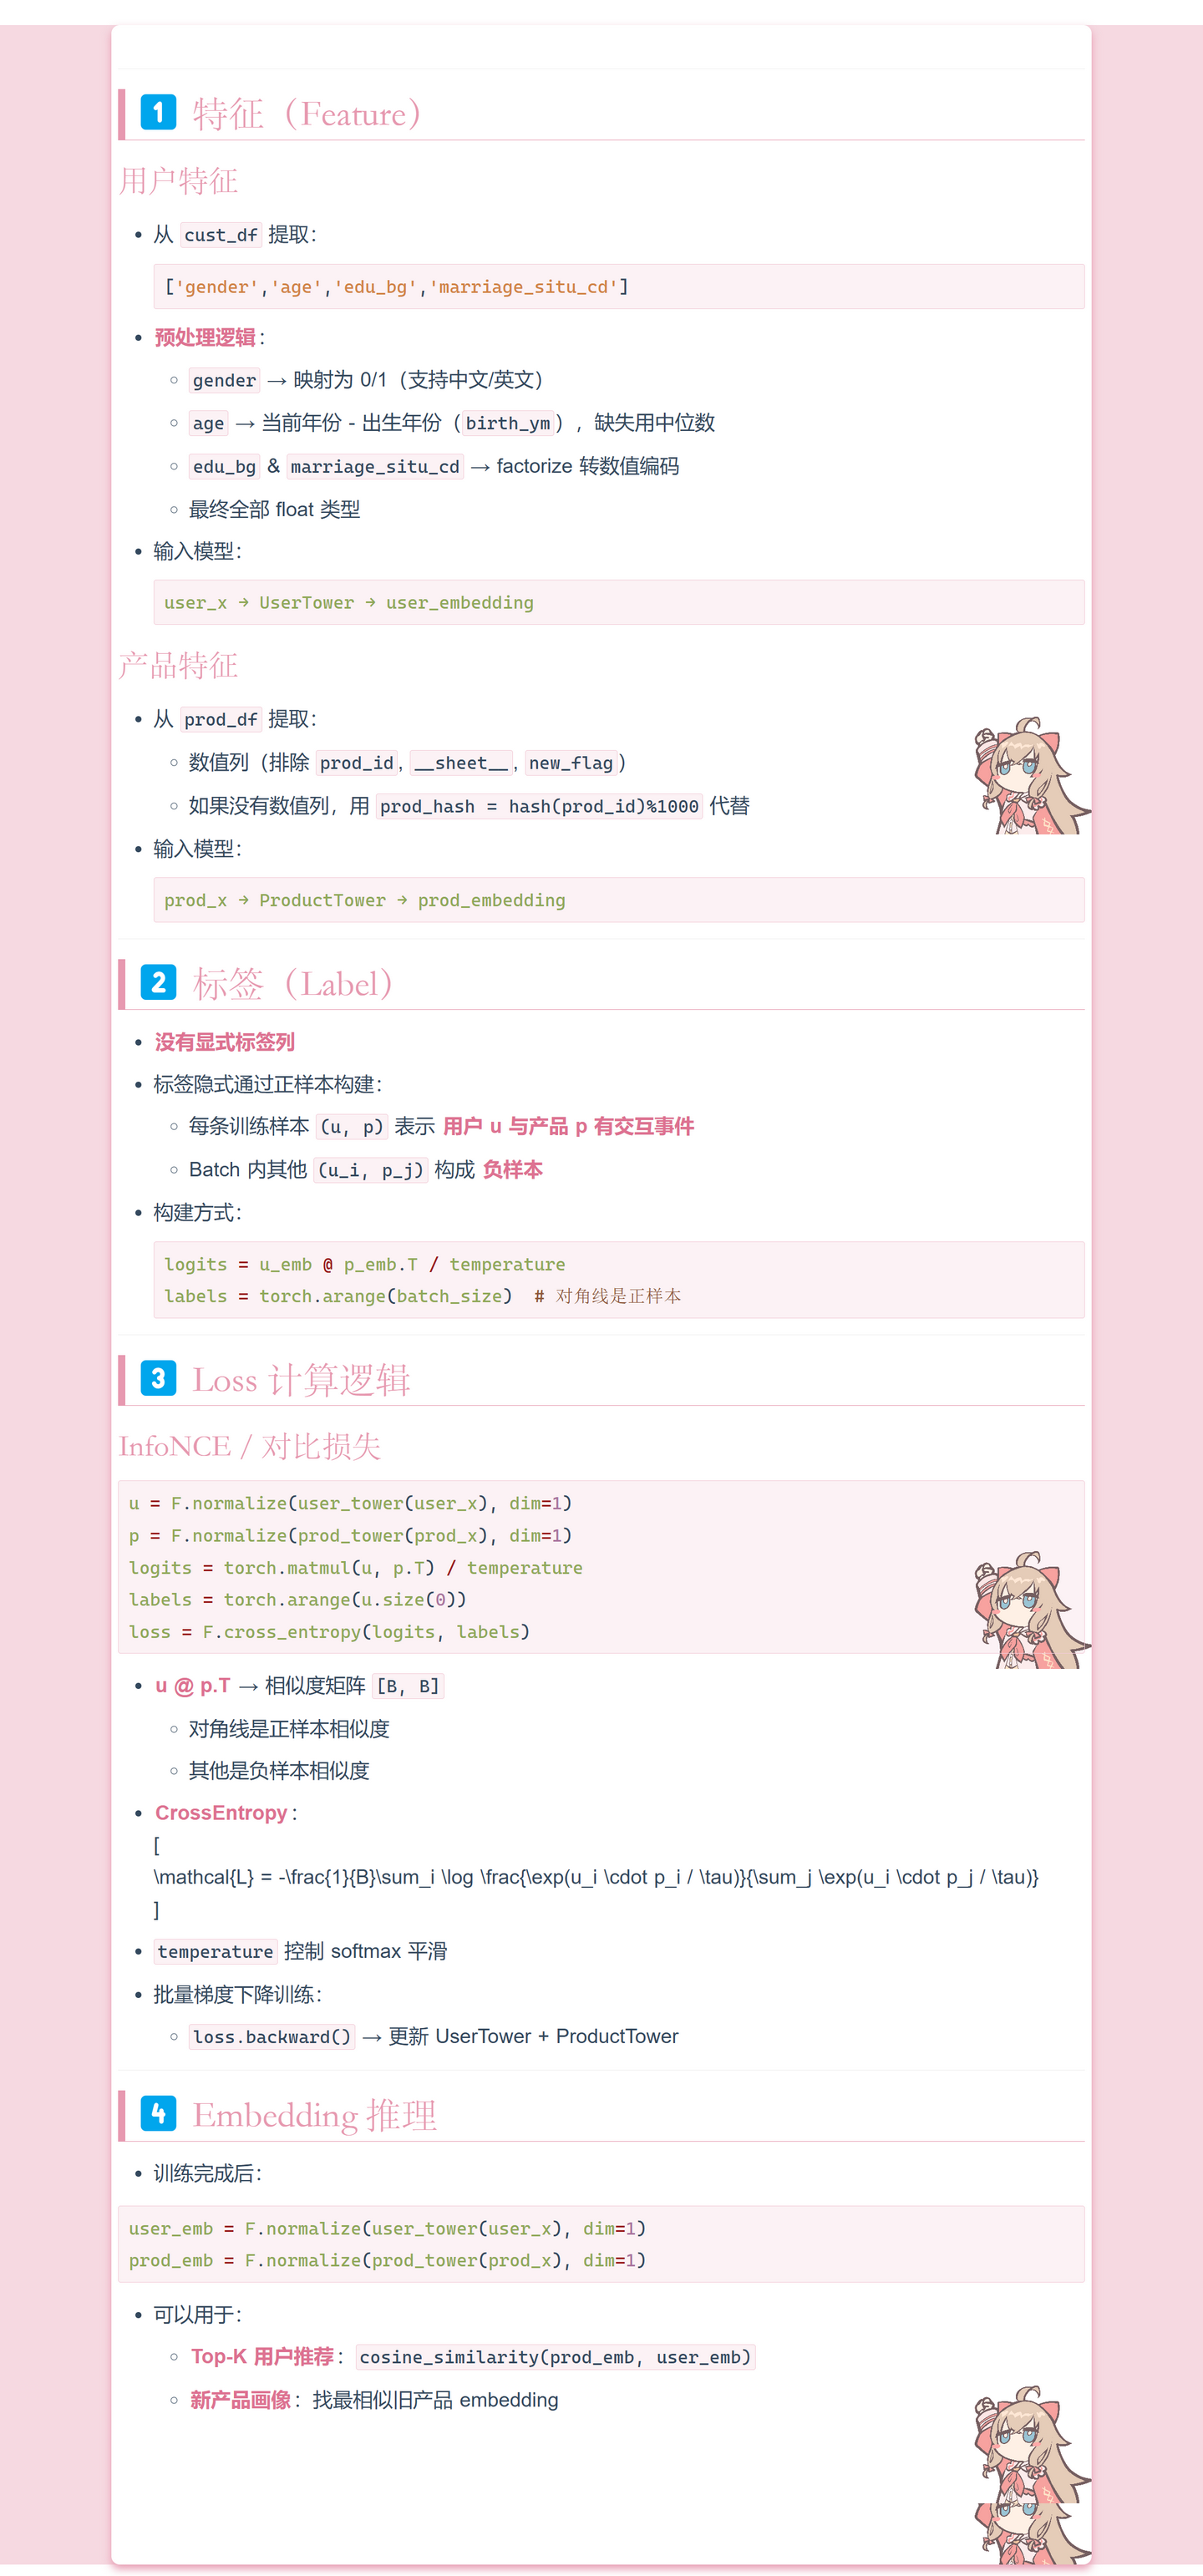 1 特征（Feature）
用户特征
• 从 cust_df 提取：
['gender','age','edu_bg','marriage_situ_cd']
• 预处理逻辑：
◦ gender → 映射为 0/1（支持中文/英文）
◦ age → 当前年份 - 出生年份（birth_ym），缺失用中位数
◦ edu_bg & marriage_situ_cd → factorize 转数值编码
◦ 最终全部 float 类型
• 输入模型：
user_x → UserTower → user_embedding
产品特征
• 从 prod_df 提取：
◦ 数值列（排除 prod_id, __sheet__, new_flag）
◦ 如果没有数值列，用 prod_hash = hash(prod_id)%1000 代替
• 输入模型：
prod_x → ProductTower → prod_embedding
2 标签（Label）
• 没有显式标签列
• 标签隐式通过正样本构建：
◦ 每条训练样本 (u, p) 表示 用户 u 与产品 p 有交互事件
◦ Batch 内其他 (u_i, p_j) 构成 负样本
• 构建方式：
logits = u_emb @ p_emb.T / temperature
labels = torch.arange(batch_size)  # 对角线是正样本
3 Loss 计算逻辑
InfoNCE / 对比损失
u = F.normalize(user_tower(user_x), dim=1)
p = F.normalize(prod_tower(prod_x), dim=1)
logits = torch.matmul(u, p.T) / temperature
labels = torch.arange(u.size(0))
loss = F.cross_entropy(logits, labels)
• u @ p.T → 相似度矩阵 [B, B]
◦ 对角线是正样本相似度
◦ 其他是负样本相似度
• CrossEntropy：
[
\mathcal{L} = -\frac{1}{B}\sum_i \log \frac{\exp(u_i \cdot p_i / \tau)}{\sum_j \exp(u_i \cdot p_j / \tau)}
]
• temperature 控制 softmax 平滑
• 批量梯度下降训练：
◦ loss.backward() → 更新 UserTower + ProductTower
4 Embedding 推理
• 训练完成后：
user_emb = F.normalize(user_tower(user_x), dim=1)
prod_emb = F.normalize(prod_tower(prod_x), dim=1)
• 可以用于：
◦ Top-K 用户推荐：cosine_similarity(prod_emb, user_emb)
◦ 新产品画像：找最相似旧产品 embedding